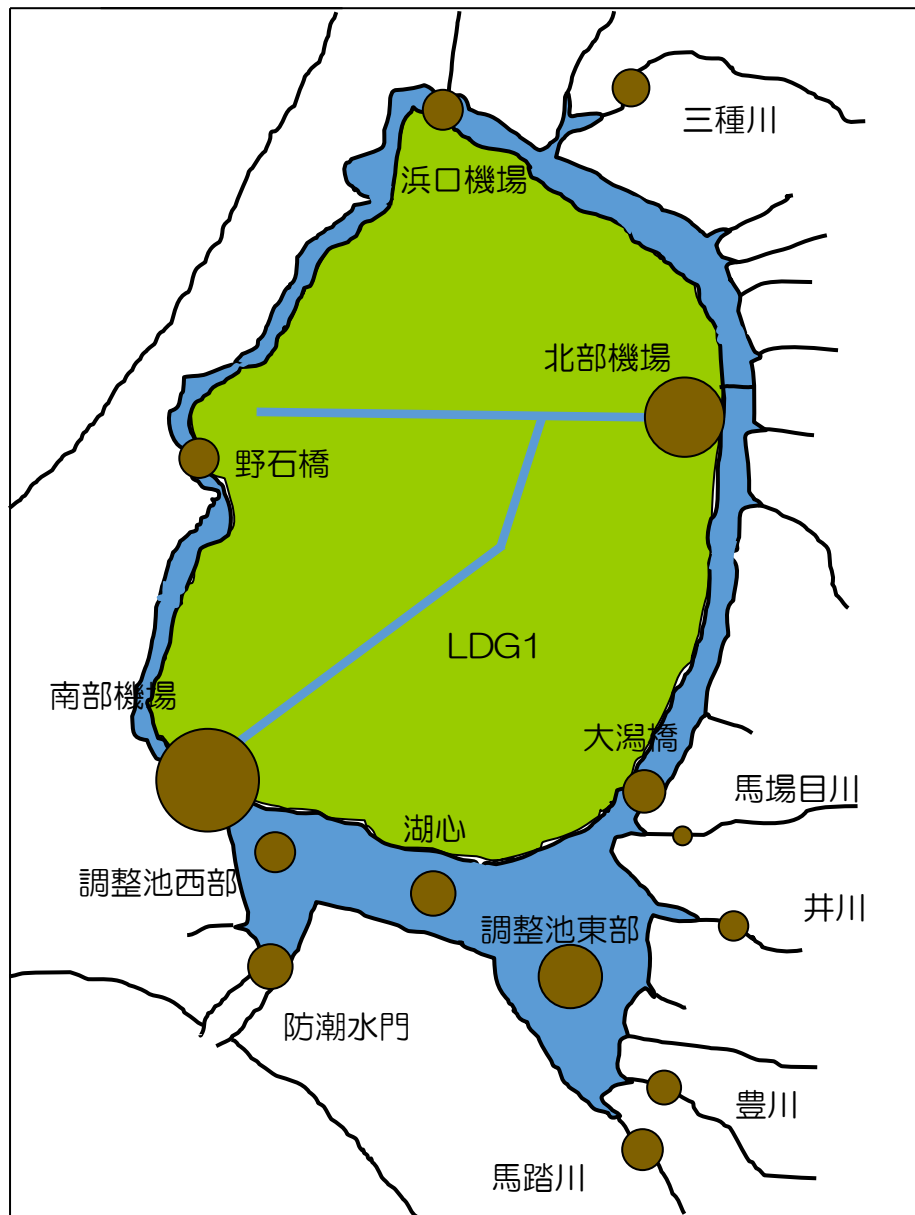 三種川
浜口機場
北部機場
野石橋
LDG1
南部機場
大潟橋
馬場目川
湖心
調整池西部
井川
調整池東部
防潮水門
豊川
馬踏川